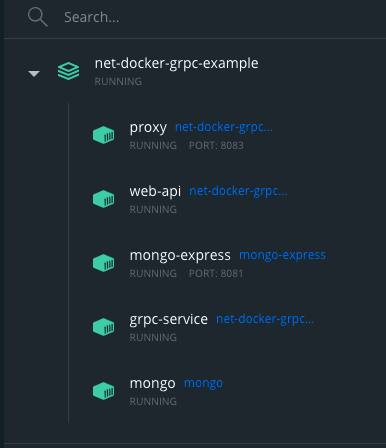 Search...
net-docker-grpc-example
RUNNING
proxy net-docker-grpc...
RUNNING PORT: 8083
web-api net-docker-grpc...
RUNNING
mongo-express mongo-express
RUNNING PORT: 8081
grpc-service net-docker-grpc...
RUNNING
mongo mongo
RUNNING